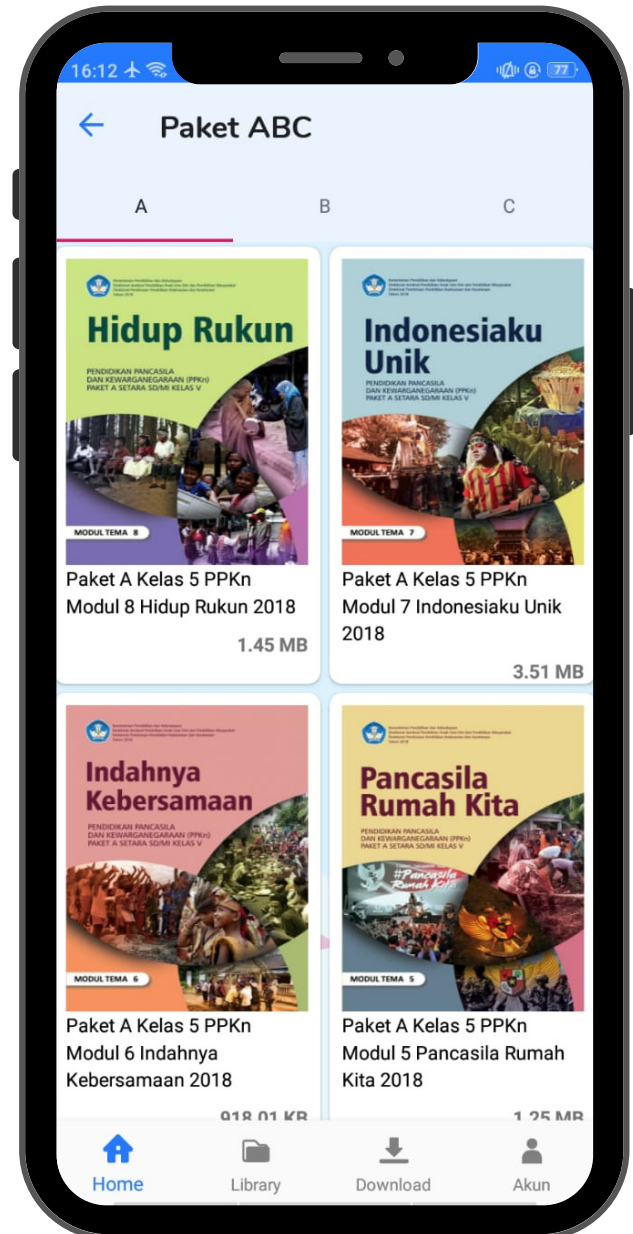 16:12
77
Paket ABC
A
B
C
Hidup Rukun
PENDIDIKAN PANCASILA
DAN KEWARGANEGARAAN (PPKn)
PAKET A SETARA SD/MI KELAS V
MODUL TEMA 8
Paket A Kelas 5 PPKn
Modul 8 Hidup Rukun 2018
1.45 MB
Indonesiaku
Unik
PENDIDIKAN PANCASILA
DAN KEWARGANEGARAAN (PPKn)
PAKET A SETARA SD/MI KELAS V
MODUL TEMA 7
Paket A Kelas 5 PPKn
Modul 7 Indonesiaku Unik
2018
3.51 MB
Indahnya
Kebersamaan
PENDIDIKAN PANCASILA
DAN KEWARGANEGARAAN (PPKn)
PAKET A SETARA SD/MI KELAS V
MODUL TEMA 6
Paket A Kelas 5 PPKn
Modul 6 Indahnya
Kebersamaan 2018
918.01 KB
Pancasila
Rumah Kita
PENDIDIKAN PANCASILA
DAN KEWARGANEGARAAN (PPKn)
PAKET A SETARA SD/MI KELAS V
#Pancasila
Rumah Kita
MODUL TEMA 5
Paket A Kelas 5 PPKn
Modul 5 Pancasila Rumah
Kita 2018
1.25 MB
Home
Library
Download
Akun